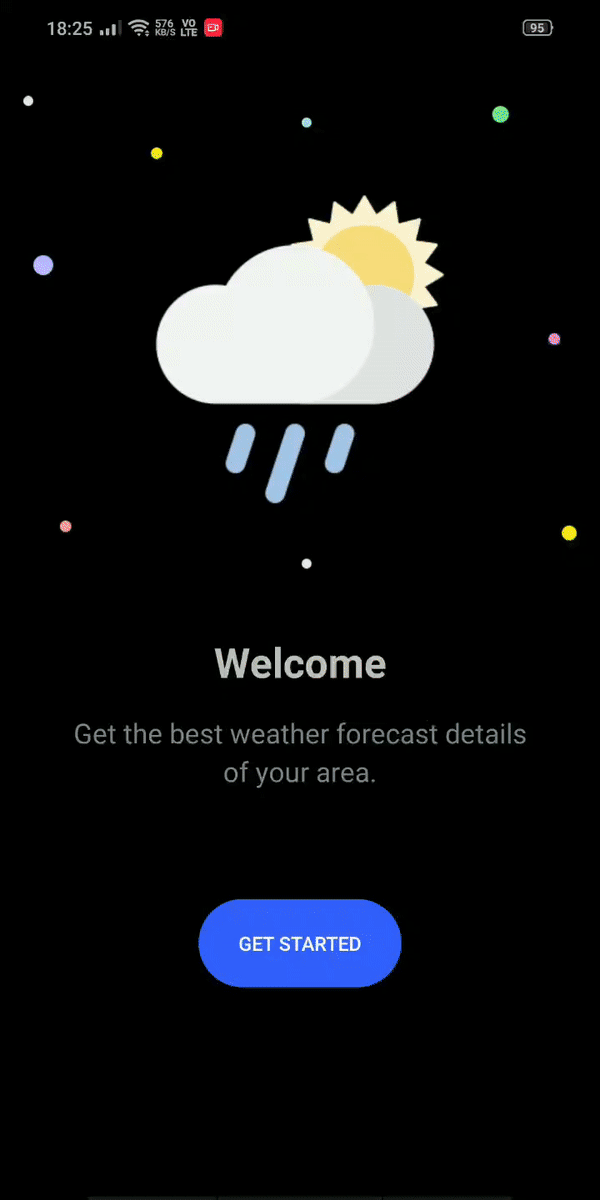 18:25 576 KB/S VO LTE 95
Welcome
Get the best weather forecast details
of your area.
GET STARTED